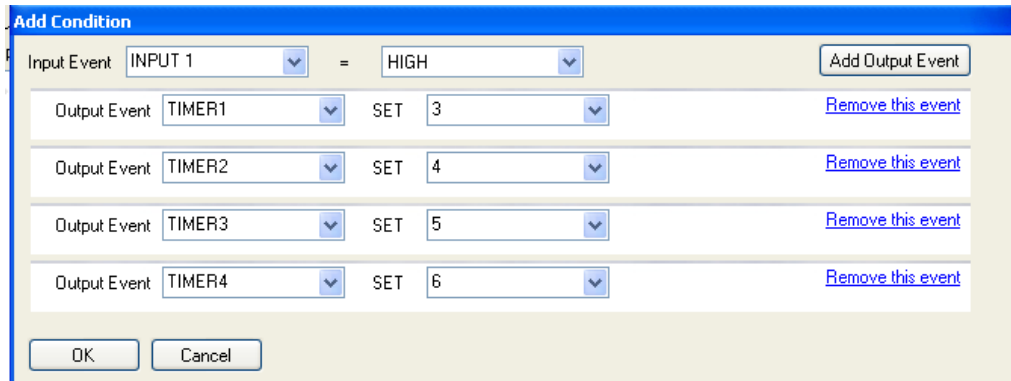 Add Condition
Input Event INPUT 1 = HIGH Add Output Event
Output Event TIMER1 SET 3 Remove this event
Output Event TIMER2 SET 4 Remove this event
Output Event TIMER3 SET 5 Remove this event
Output Event TIMER4 SET 6 Remove this event
OK Cancel